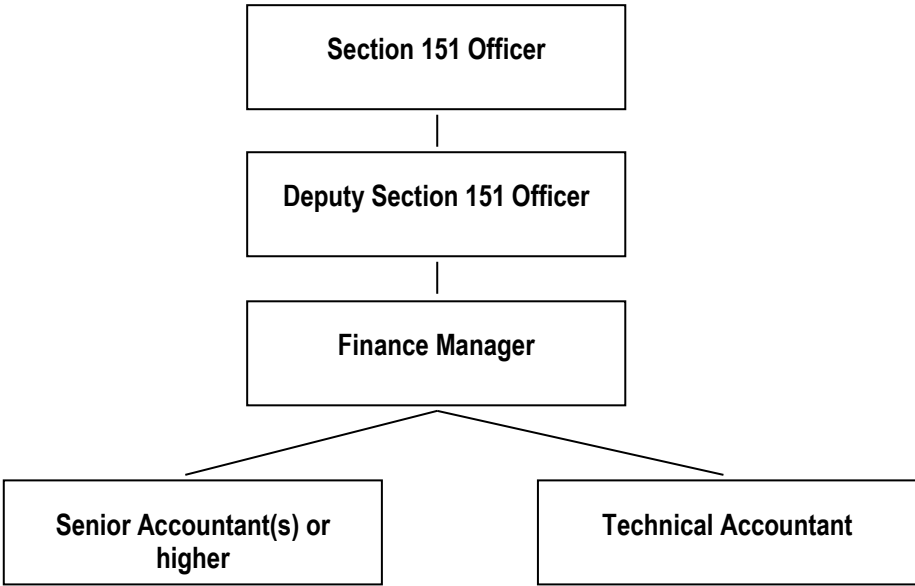 Section 151 Officer
Deputy Section 151 Officer
Finance Manager
Senior Accountant(s) or
higher
Technical Accountant